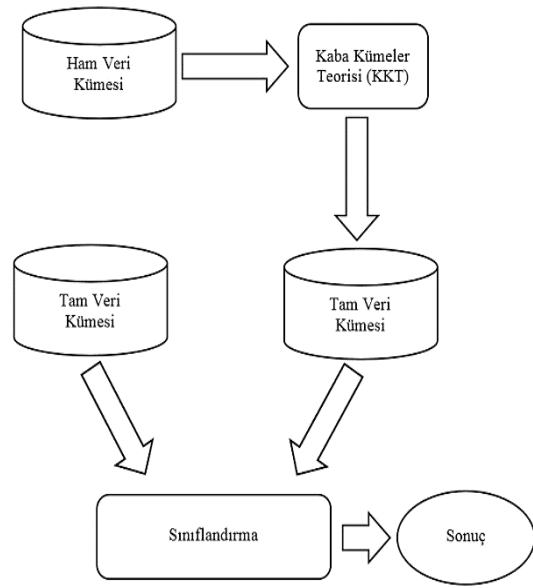 Ham Veri
Kümesi
Kaba Kümeler
Teorisi (KKT)
Tam Veri
Kümesi
Tam Veri
Kümesi
Sınıflandırma
Sonuç